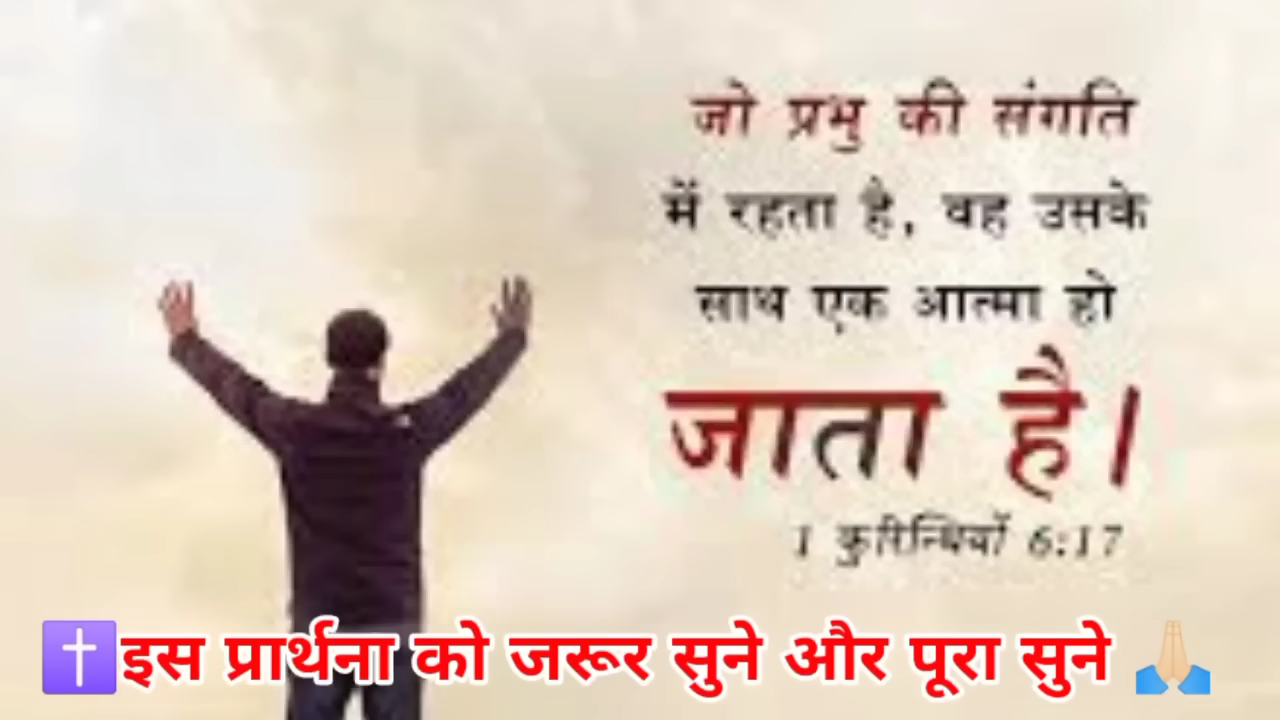 जो प्रभु की संगति
में रहता है, वह उसके
साथ एक आत्मा हो
जाता है।
1 कुरिन्थियों 6:17
इस प्रार्थना को जरूर सुने और पूरा सुने